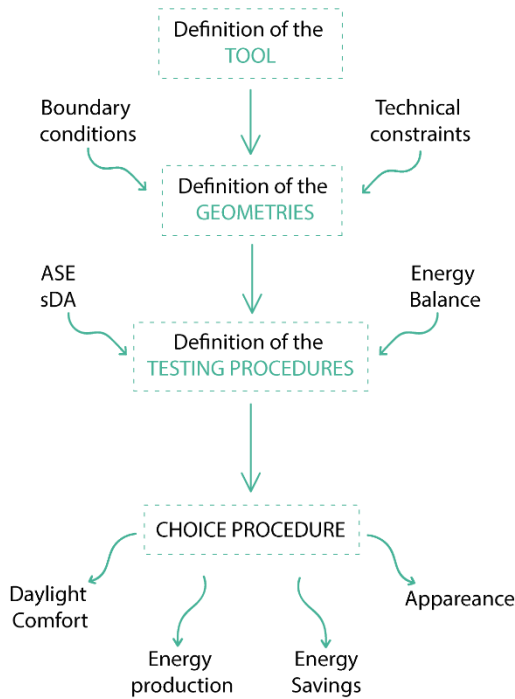 Definition of the
TOOL
Boundary
conditions
Technical
constraints
Definition of the
GEOMETRIES
ASE
sDA
Energy
Balance
Definition of the
TESTING PROCEDURES
CHOICE PROCEDURE
Daylight
Comfort
Energy
production
Energy
Savings
Appareance